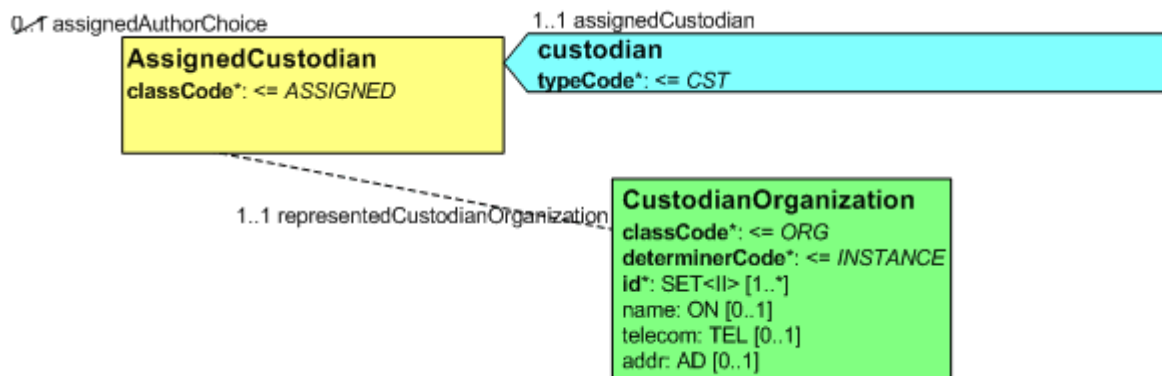 0..1 assignedAuthorChoice
1..1 assignedCustodian
AssignedCustodian
classCode*: <= ASSIGNED
custodian
typeCode*: <= CST
1..1 representedCustodianOrganization
CustodianOrganization
classCode*: <= ORG
determinerCode*: <= INSTANCE
id*: SET<II> [1..*]
name: ON [0..1]
telecom: TEL [0..1]
addr: AD [0..1]